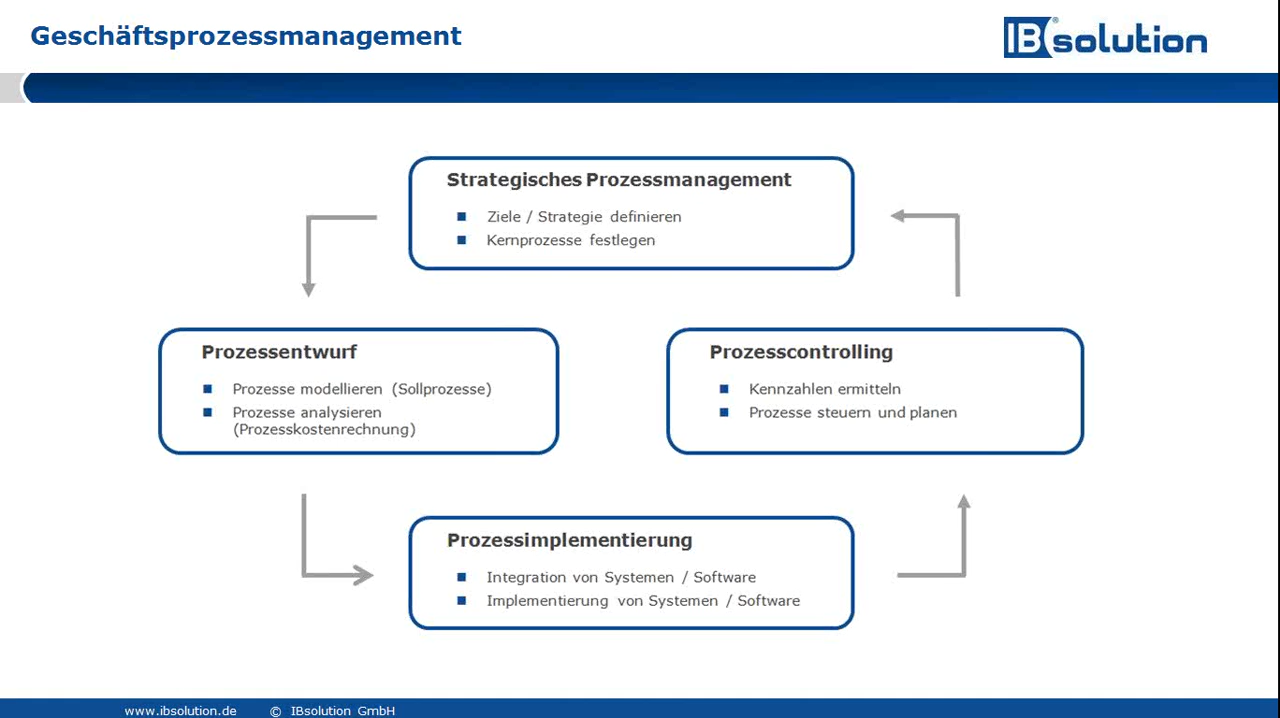 Geschäftsprozessmanagement
IBsolution
Strategisches Prozessmanagement
Ziele / Strategie definieren
Kernprozesse festlegen
Prozessentwurf
Prozesse modellieren (Sollprozesse)
Prozesse analysieren
(Prozesskostenrechnung)
Prozesscontrolling
Kennzahlen ermitteln
Prozesse steuern und planen
Prozessimplementierung
Integration von Systemen / Software
Implementierung von Systemen / Software
www.ibsolution.de © IBsolution GmbH